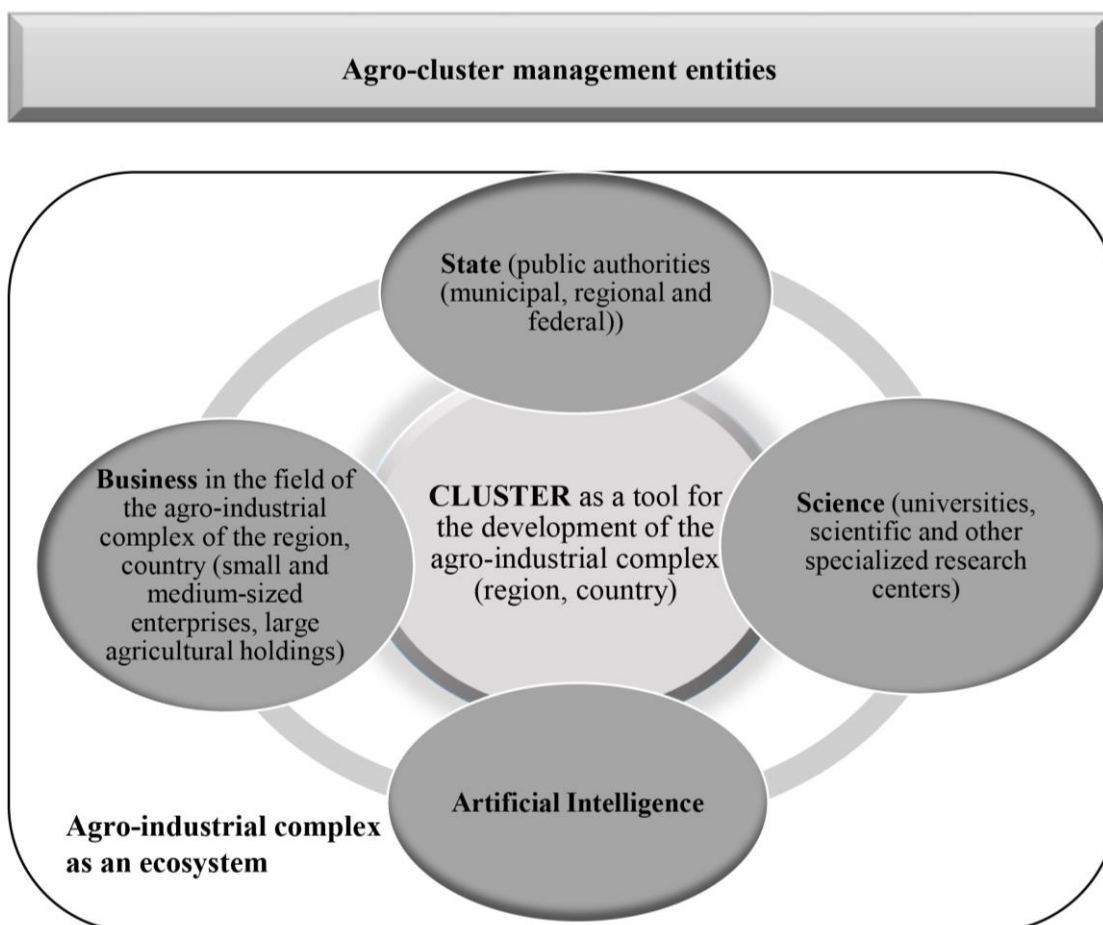 Agro-cluster management entities
State (public authorities
(municipal, regional and
federal))
Business in the field of
the agro-industrial
complex of the region,
country (small and
medium-sized
enterprises, large
agricultural holdings)
CLUSTER as a tool for
the development of the
agro-industrial complex
(region, country)
Science (universities,
scientific and other
specialized research
centers)
Artificial Intelligence
Agro-industrial complex
as an ecosystem